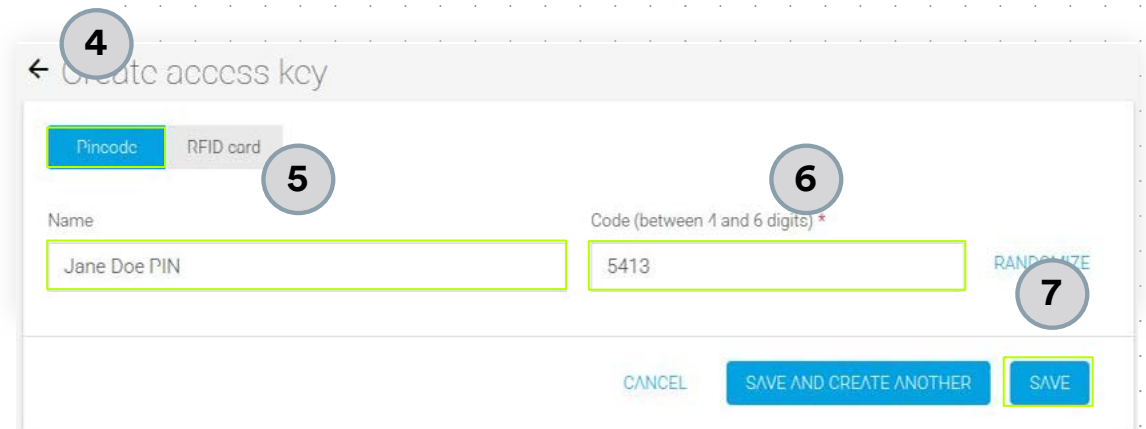 4
← Create access key
Pincode RFID card
5
6
Name
Code (between 4 and 6 digits) *
Jane Doe PIN
5413
RANDOMIZE
7
CANCEL
SAVE AND CREATE ANOTHER
SAVE